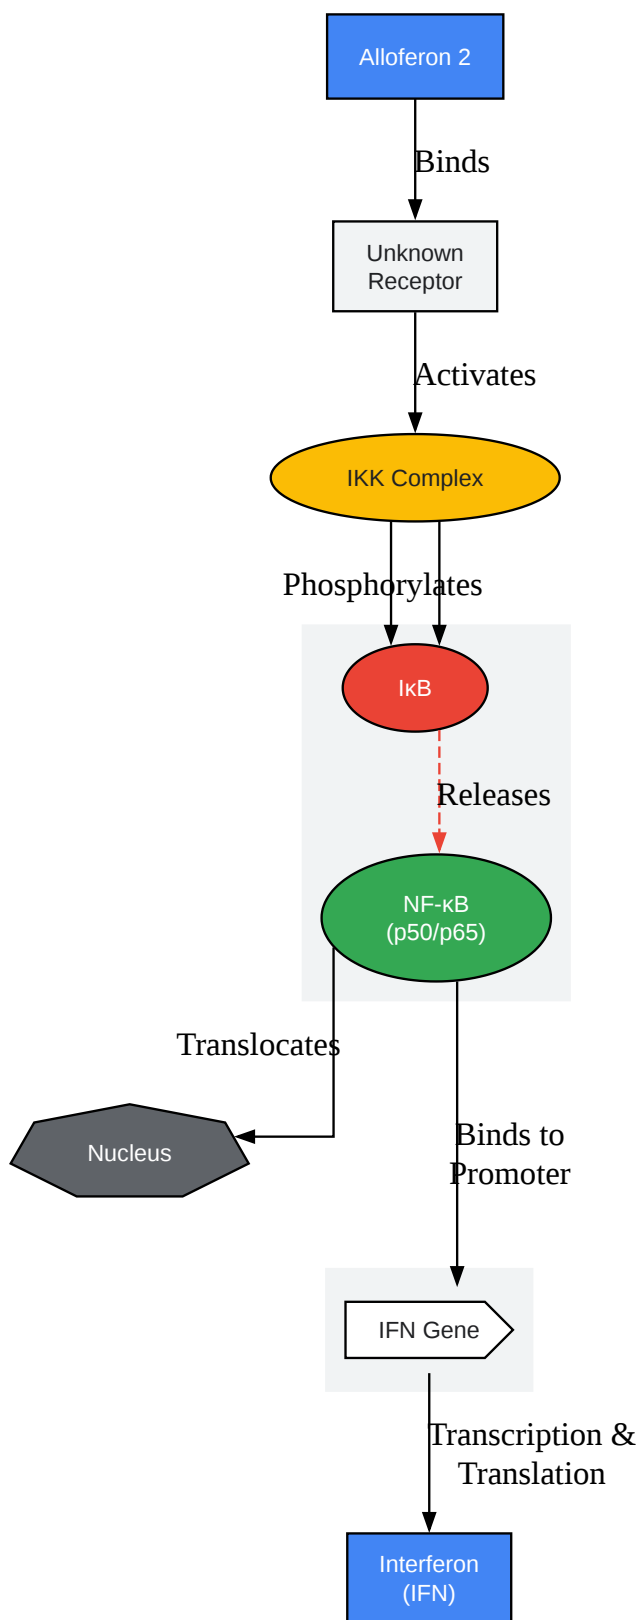 Alloferon 2
Binds
Unknown
Receptor
Activates
IKK Complex
Phosphorylates
IκB
Releases
NF-κB
(p50/p65)
Translocates
Nucleus
Binds to
Promoter
IFN Gene
Transcription &
Translation
Interferon
(IFN)